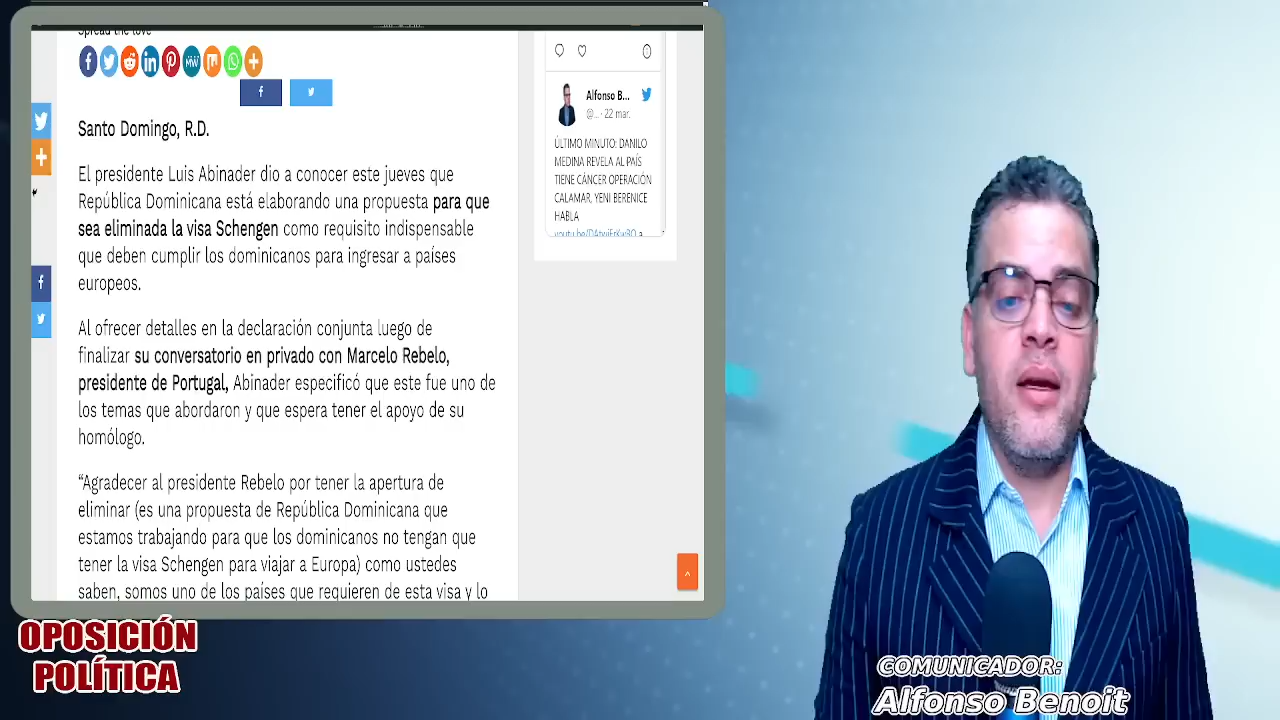 Spread the love
Santo Domingo, R.D.
El presidente Luis Abinader dio a conocer este jueves que
República Dominicana está elaborando una propuesta para que
sea eliminada la visa Schengen como requisito indispensable
que deben cumplir los dominicanos para ingresar a países
europeos.
Al ofrecer detalles en la declaración conjunta luego de
finalizar su conversatorio en privado con Marcelo Rebelo,
presidente de Portugal, Abinader especificó que este fue uno de
los temas que abordaron y que espera tener el apoyo de su
homólogo.
“Agradecer al presidente Rebelo por tener la apertura de
eliminar (es una propuesta de República Dominicana que
estamos trabajando para que los dominicanos no tengan que
tener la visa Schengen para viajar a Europa) como ustedes
saben, somos uno de los países que requieren de esta visa y lo
Alfonso B...
@... · 22 mar.
ÚLTIMO MINUTO: DANILO
MEDINA REVELA AL PAÍS
TIENE CÁNCER OPERACIÓN
CALAMAR, YENI BERENICE
HABLA
OPOSICIÓN
POLÍTICA
COMUNICADOR:
Alfonso Benoit